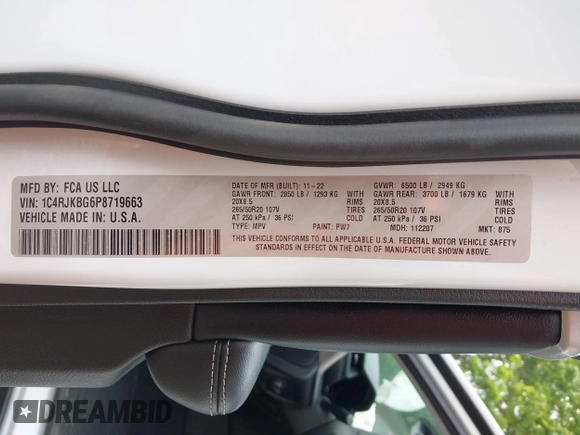 MFD BY: FCA US LLC
VIN: 1C4RJKBG6P8719663
VEHICLE MADE IN U.S.A.
DATE OF MFR (BUILT): 11-22
GAWR FRONT: 2850 LB / 1293 KG
20X8.5 RIMS
265/50R20 107V TIRES
AT 250 kPa / 36 PSI COLD
TYPE: MPV PAINT: PW7
GVWR: 6500 LB / 2949 KG
GAWR REAR: 3700 LB / 1679 KG
20X8.5 RIMS
265/50R20 107V TIRES
AT 250 kPa / 36 PSI COLD
MDH: 112207 MKT: 875
THIS VEHICLE CONFORMS TO ALL APPLICABLE U.S.A. FEDERAL MOTOR VEHICLE SAFETY
STANDARDS IN EFFECT ON THE DATE OF MANUFACTURE SHOWN ABOVE.
DREAMBID